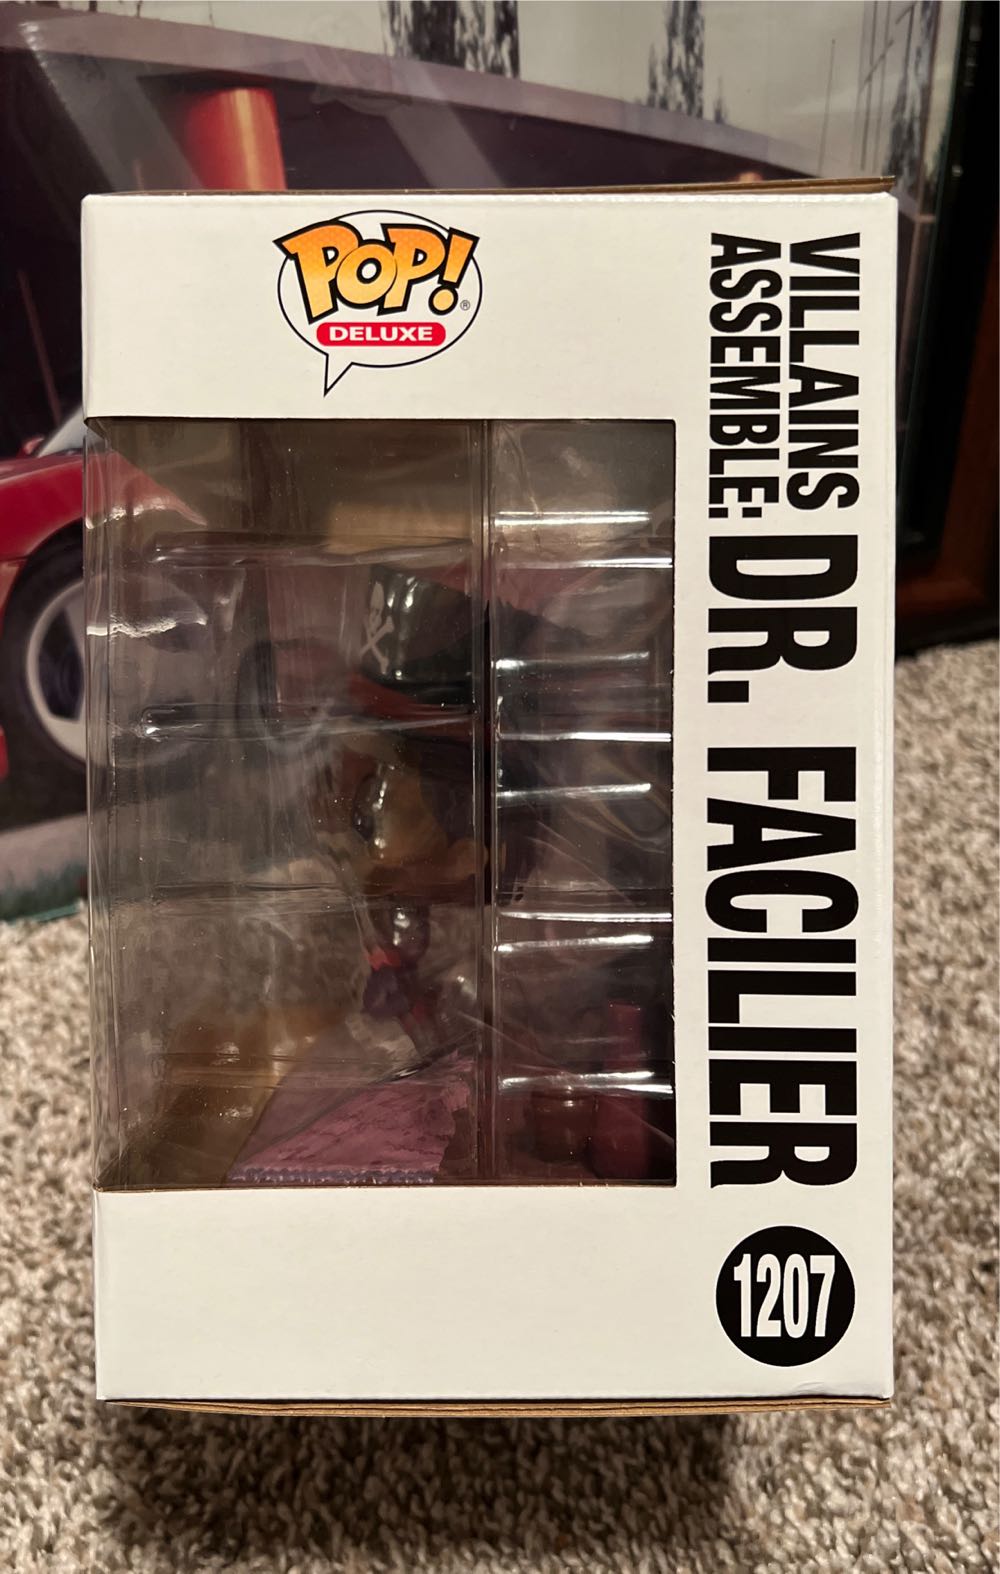 POP!
®
DELUXE
VILLAINS
ASSEMBLE:
DR. FACILIER
1207